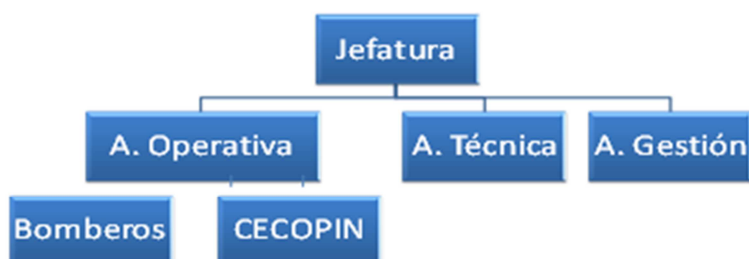 Jefatura
A. Operativa
A. Técnica
A. Gestión
Bomberos
CECOPIN